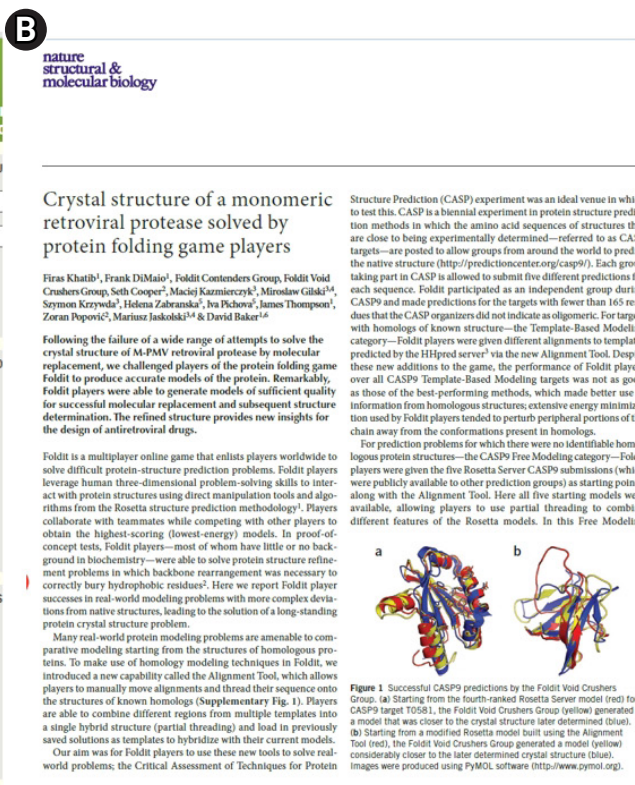 B
nature
structural &
molecular biology
Crystal structure of a monomeric
retroviral protease solved by
protein folding game players
Firas Khatib¹, Frank DiMaio¹, Foldit Contenders Group, Foldit Void
Crushers Group, Seth Cooper², Maciej Kazmierczyk³, Miroslaw Gilski³,⁴,
Szymon Krzywda³, Helena Zabranska⁵, Iva Pichova⁵, James Thompson¹,
Zoran Popović², Mariusz Jaskolski³,⁴ & David Baker¹,⁶
Following the failure of a wide range of attempts to solve the
crystal structure of M-PMV retroviral protease by molecular
replacement, we challenged players of the protein folding game
Foldit to produce accurate models of the protein. Remarkably,
Foldit players were able to generate models of sufficient quality
for successful molecular replacement and subsequent structure
determination. The refined structure provides new insights for
the design of antiretroviral drugs.
Foldit is a multiplayer online game that enlists players worldwide to
solve difficult protein-structure prediction problems. Foldit players
leverage human three-dimensional problem-solving skills to inter-
act with protein structures using direct manipulation tools and algo-
rithms from the Rosetta structure prediction methodology¹. Players
collaborate with teammates while competing with other players to
obtain the highest-scoring (lowest-energy) models. In proof-of-
concept tests, Foldit players—most of whom have little or no back-
ground in biochemistry—were able to solve protein structure refine-
ment problems in which backbone rearrangement was necessary to
correctly bury hydrophobic residues². Here we report Foldit player
successes in real-world modeling problems with more complex devia-
tions from native structures, leading to the solution of a long-standing
protein crystal structure problem.
Many real-world protein modeling problems are amenable to com-
parative modeling starting from the structures of homologous pro-
teins. To make use of homology modeling techniques in Foldit, we
introduced a new capability called the Alignment Tool, which allows
players to manually move alignments and thread their sequence onto
the structures of known homologs (Supplementary Fig. 1). Players
are able to combine different regions from multiple templates into
a single hybrid structure (partial threading) and load in previously
saved solutions as templates to hybridize with their current models.
Our aim was for Foldit players to use these new tools to solve real-
world problems; the Critical Assessment of Techniques for Protein
Structure Prediction (CASP) experiment was an ideal venue in whi
to test this. CASP is a biennial experiment in protein structure predi
tion methods in which the amino acid sequences of structures th
are close to being experimentally determined—referred to as CA
targets—are posted to allow groups from around the world to predi
the native structure (http://predictioncenter.org/casp9/). Each grou
taking part in CASP is allowed to submit five different predictions f
each sequence. Foldit participated as an independent group duri
CASP9 and made predictions for the targets with fewer than 165 re
dues that the CASP organizers did not indicate as oligomeric. For targe
with homologs of known structure—the Template-Based Modeli
category—Foldit players were given different alignments to templat
predicted by the HHpred server³ via the new Alignment Tool. Desp
these new additions to the game, the performance of Foldit playe
over all CASP9 Template-Based Modeling targets was not as goo
as those of the best-performing methods, which made better use
information from homologous structures; extensive energy minimiz
tion used by Foldit players tended to perturb peripheral portions of t
chain away from the conformations present in homologs.
For prediction problems for which there were no identifiable hom
logous protein structures—the CASP9 Free Modeling category—Fol
players were given the five Rosetta Server CASP9 submissions (whi
were publicly available to other prediction groups) as starting poin
along with the Alignment Tool. Here all five starting models we
available, allowing players to use partial threading to combi
different features of the Rosetta models. In this Free Modeli
a
b
Figure 1 Successful CASP9 predictions by the Foldit Void Crushers
Group. (a) Starting from the fourth-ranked Rosetta Server model (red) fo
CASP9 target T0581, the Foldit Void Crushers Group (yellow) generated
a model that was closer to the crystal structure later determined (blue).
(b) Starting from a modified Rosetta model built using the Alignment
Tool (red), the Foldit Void Crushers Group generated a model (yellow)
considerably closer to the later determined crystal structure (blue).
Images were produced using PyMOL software (http://www.pymol.org).